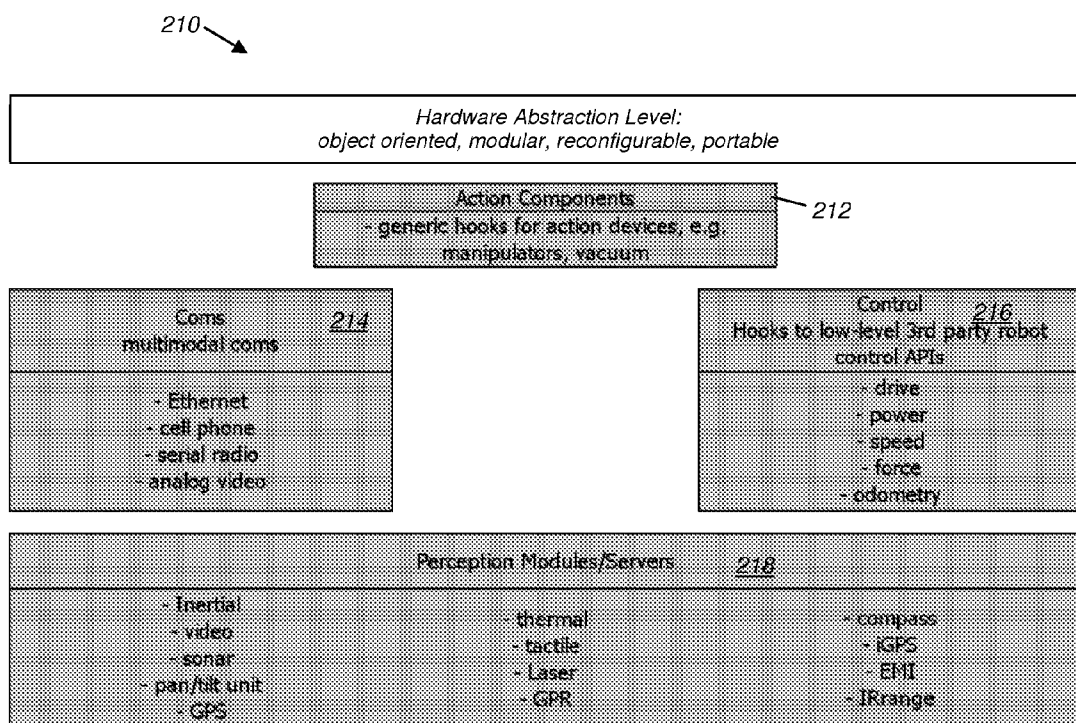 210
Hardware Abstraction Level:
object oriented, modular, reconfigurable, portable
Action Components
212
- generic hooks for action devices, e.g.
manipulators, vacuum
Coms
214
multimodal coms
- Ethernet
- cell phone
- serial radio
- analog video
Control
216
Hooks to low-level 3rd party robot
control APIs
- drive
- power
- speed
- force
- odometry
Perception Modules/Servers
218
- Inertial
- video
- sonar
- pan/tilt unit
- GPS
- thermal
- tactile
- Laser
- GPR
- compass
- iGPS
- EMI
- IRrange